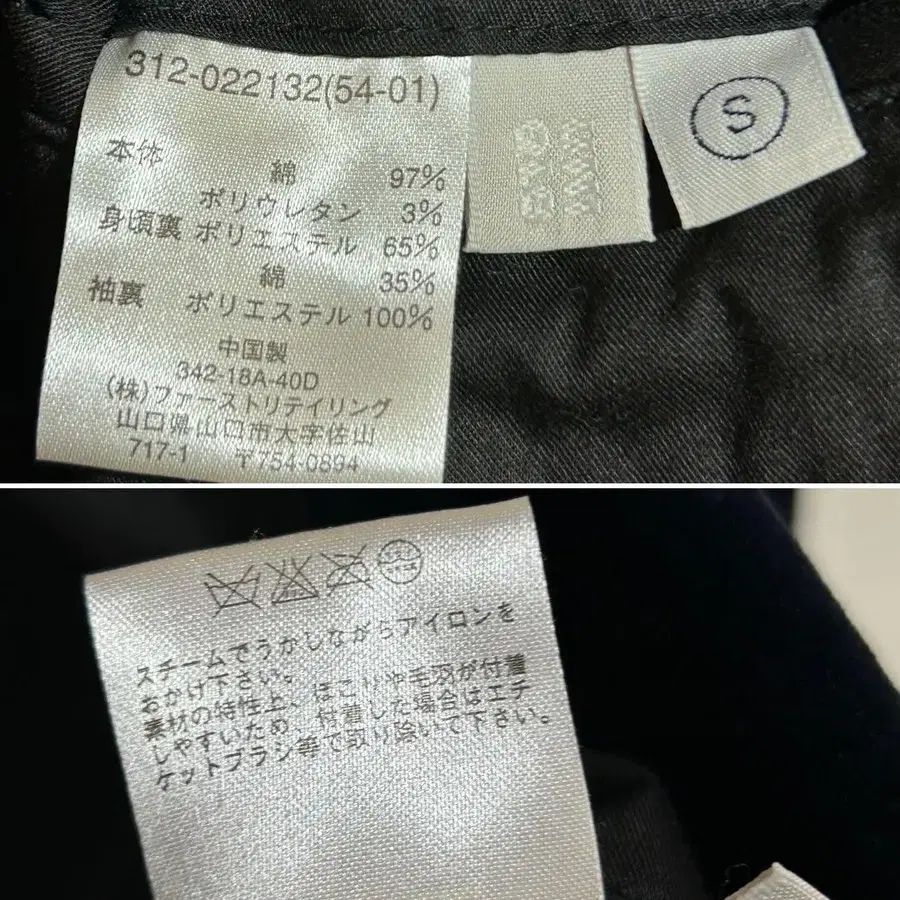 312-022132(54-01)
本体 綿 97%
ポリウレタン 3%
身頃裏 ポリエステル 65%
綿 35%
袖裏 ポリエステル 100%
中国製
342-18A-40D
(株)ファーストリテイリング
山口県山口市大字佐山
717-1 〒754-0894
S
スチームでうかしながらアイロンを
おかけ下さい。
素材の特性上、ほこりや毛羽が付着
しやすいため、付着した場合はエチ
ケットブラシ等で取り除いて下さい。